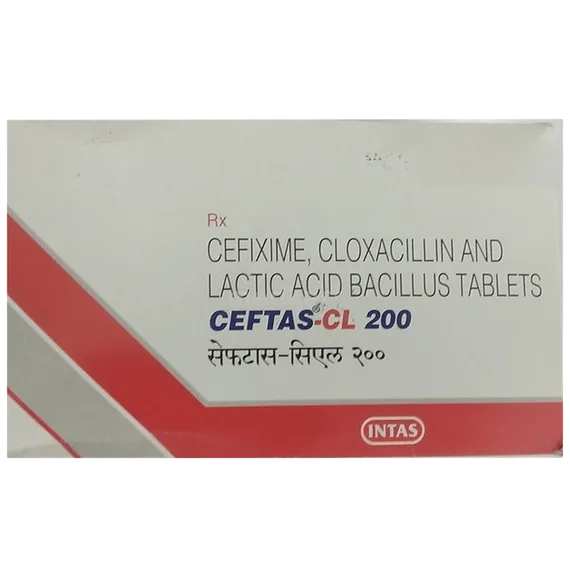 Rx
CEFIXIME, CLOXACILLIN AND
LACTIC ACID BACILLUS TABLETS
CEFTAS-CL 200
सेफटास-सिएल २००
INTAS